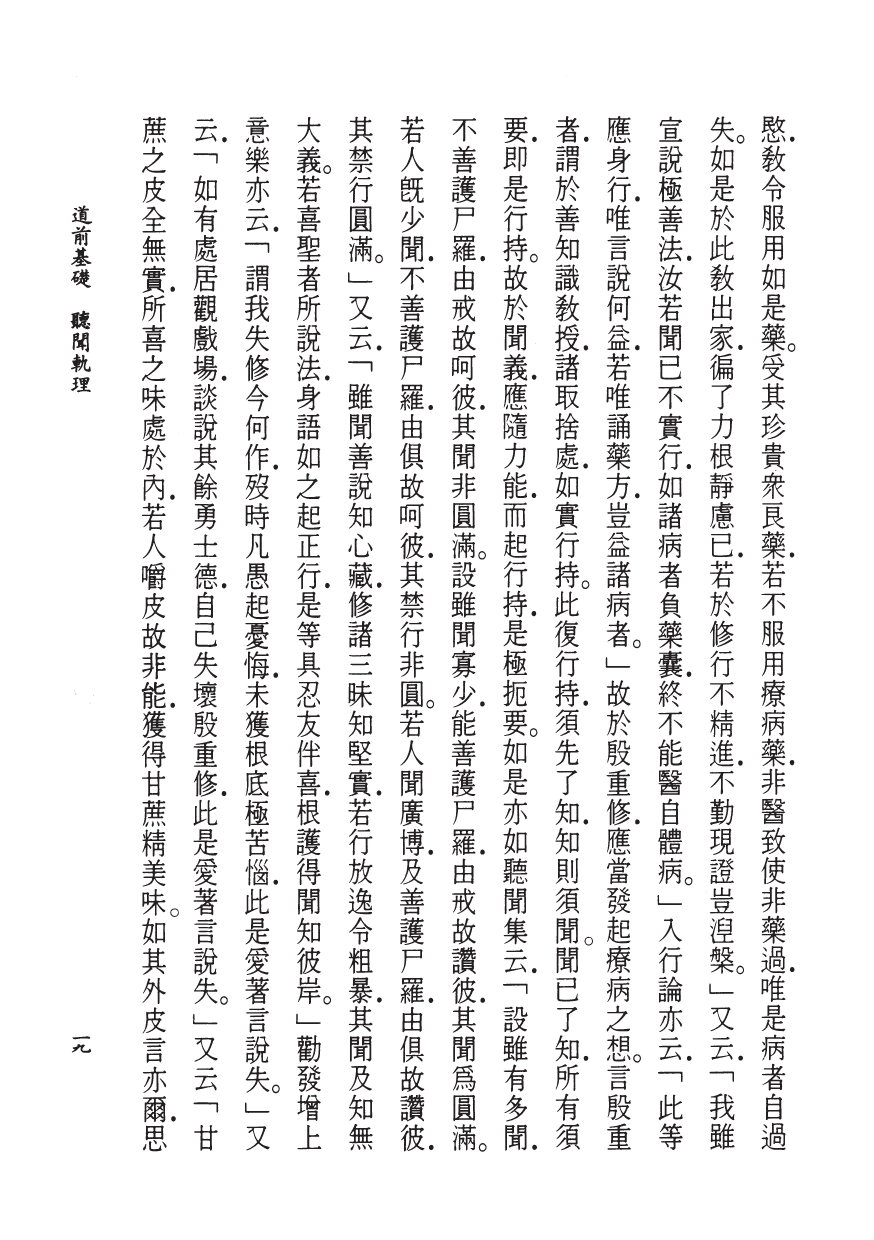 愍．敎令服用如是藥。受其珍貴衆良藥．若不服用療病藥．非醫致使非藥過．唯是病者自過
失。如是於此敎出家．徧了力根靜慮已．若於修行不精進．不勤現證豈湼槃。」又云．「我雖
宣說極善法．汝若聞已不實行．如諸病者負藥囊．終不能醫自體病。」入行論亦云．「此等
應身行．唯言說何益．若唯誦藥方．豈益諸病者。」故於殷重修．應當發起療病之想。言殷重
者．謂於善知識敎授．諸取捨處．如實行持。此復行持．須先了知．知則須聞。聞已了知．所有須
要．即是行持。故於聞義．應隨力能．而起行持．是極扼要。如是亦如聽聞集云．「設雖有多聞．
不善護尸羅．由戒故呵彼．其聞非圓滿。設雖聞寡少．能善護尸羅．由戒故讚彼．其聞爲圓滿。
若人旣少聞．不善護尸羅．由俱故呵彼．其禁行非圓。若人聞廣博．及善護尸羅．由俱故讚彼．
其禁行圓滿。」又云．「雖聞善說知心藏．修諸三昧知堅實．若行放逸令粗暴．其聞及知無
大義。若喜聖者所說法．身語如之起正行．是等具忍友伴喜．根護得聞知彼岸。」勸發增上
意樂亦云．「謂我失修今何作．歿時凡愚起憂悔．未獲根底極苦惱．此是愛著言說失。」又
云．「如有處居觀戲場．談說其餘勇士德．自己失壞殷重修．此是愛著言說失。」又云「甘
蔗之皮全無實．所喜之味處於內．若人嚼皮故非能．獲得甘蔗精美味。如其外皮言亦爾．思
道前基礎　聽聞軌理
一九